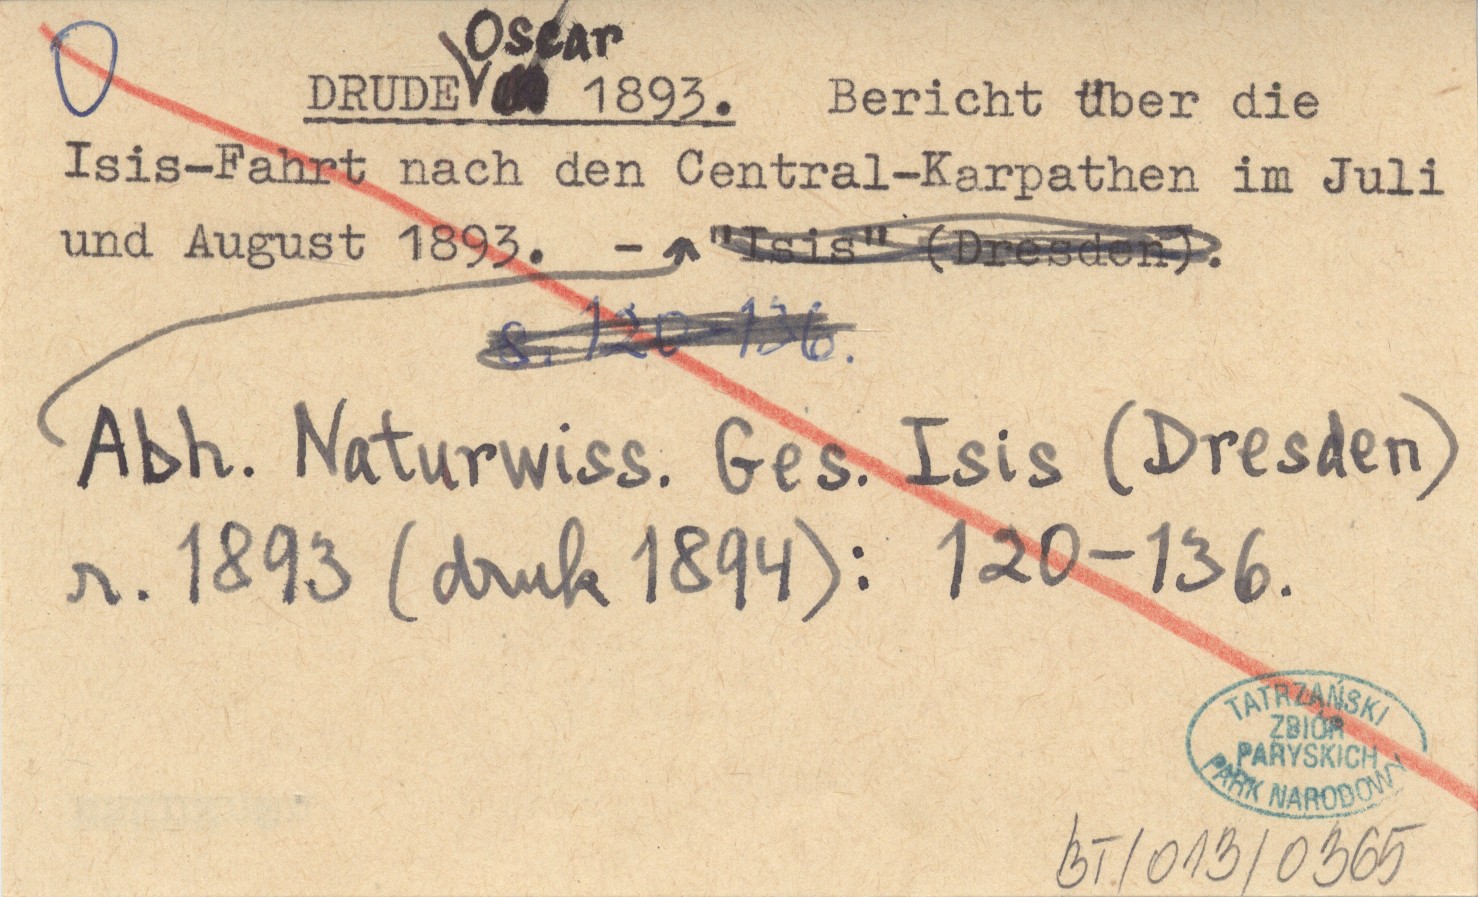 Oscar
DRUDE 1893. Bericht über die
Isis-Fahrt nach den Central-Karpathen im Juli
und August 1893. - "Isis" (Dresden).
s. 120-136.
Abh. Naturwiss. Ges. Isis (Dresden)
r. 1893 (druk 1894): 120-136.
TATRZAŃSKI
ZBIÓR
PARYSKICH
PARK NARODOWY
BT/013/0365